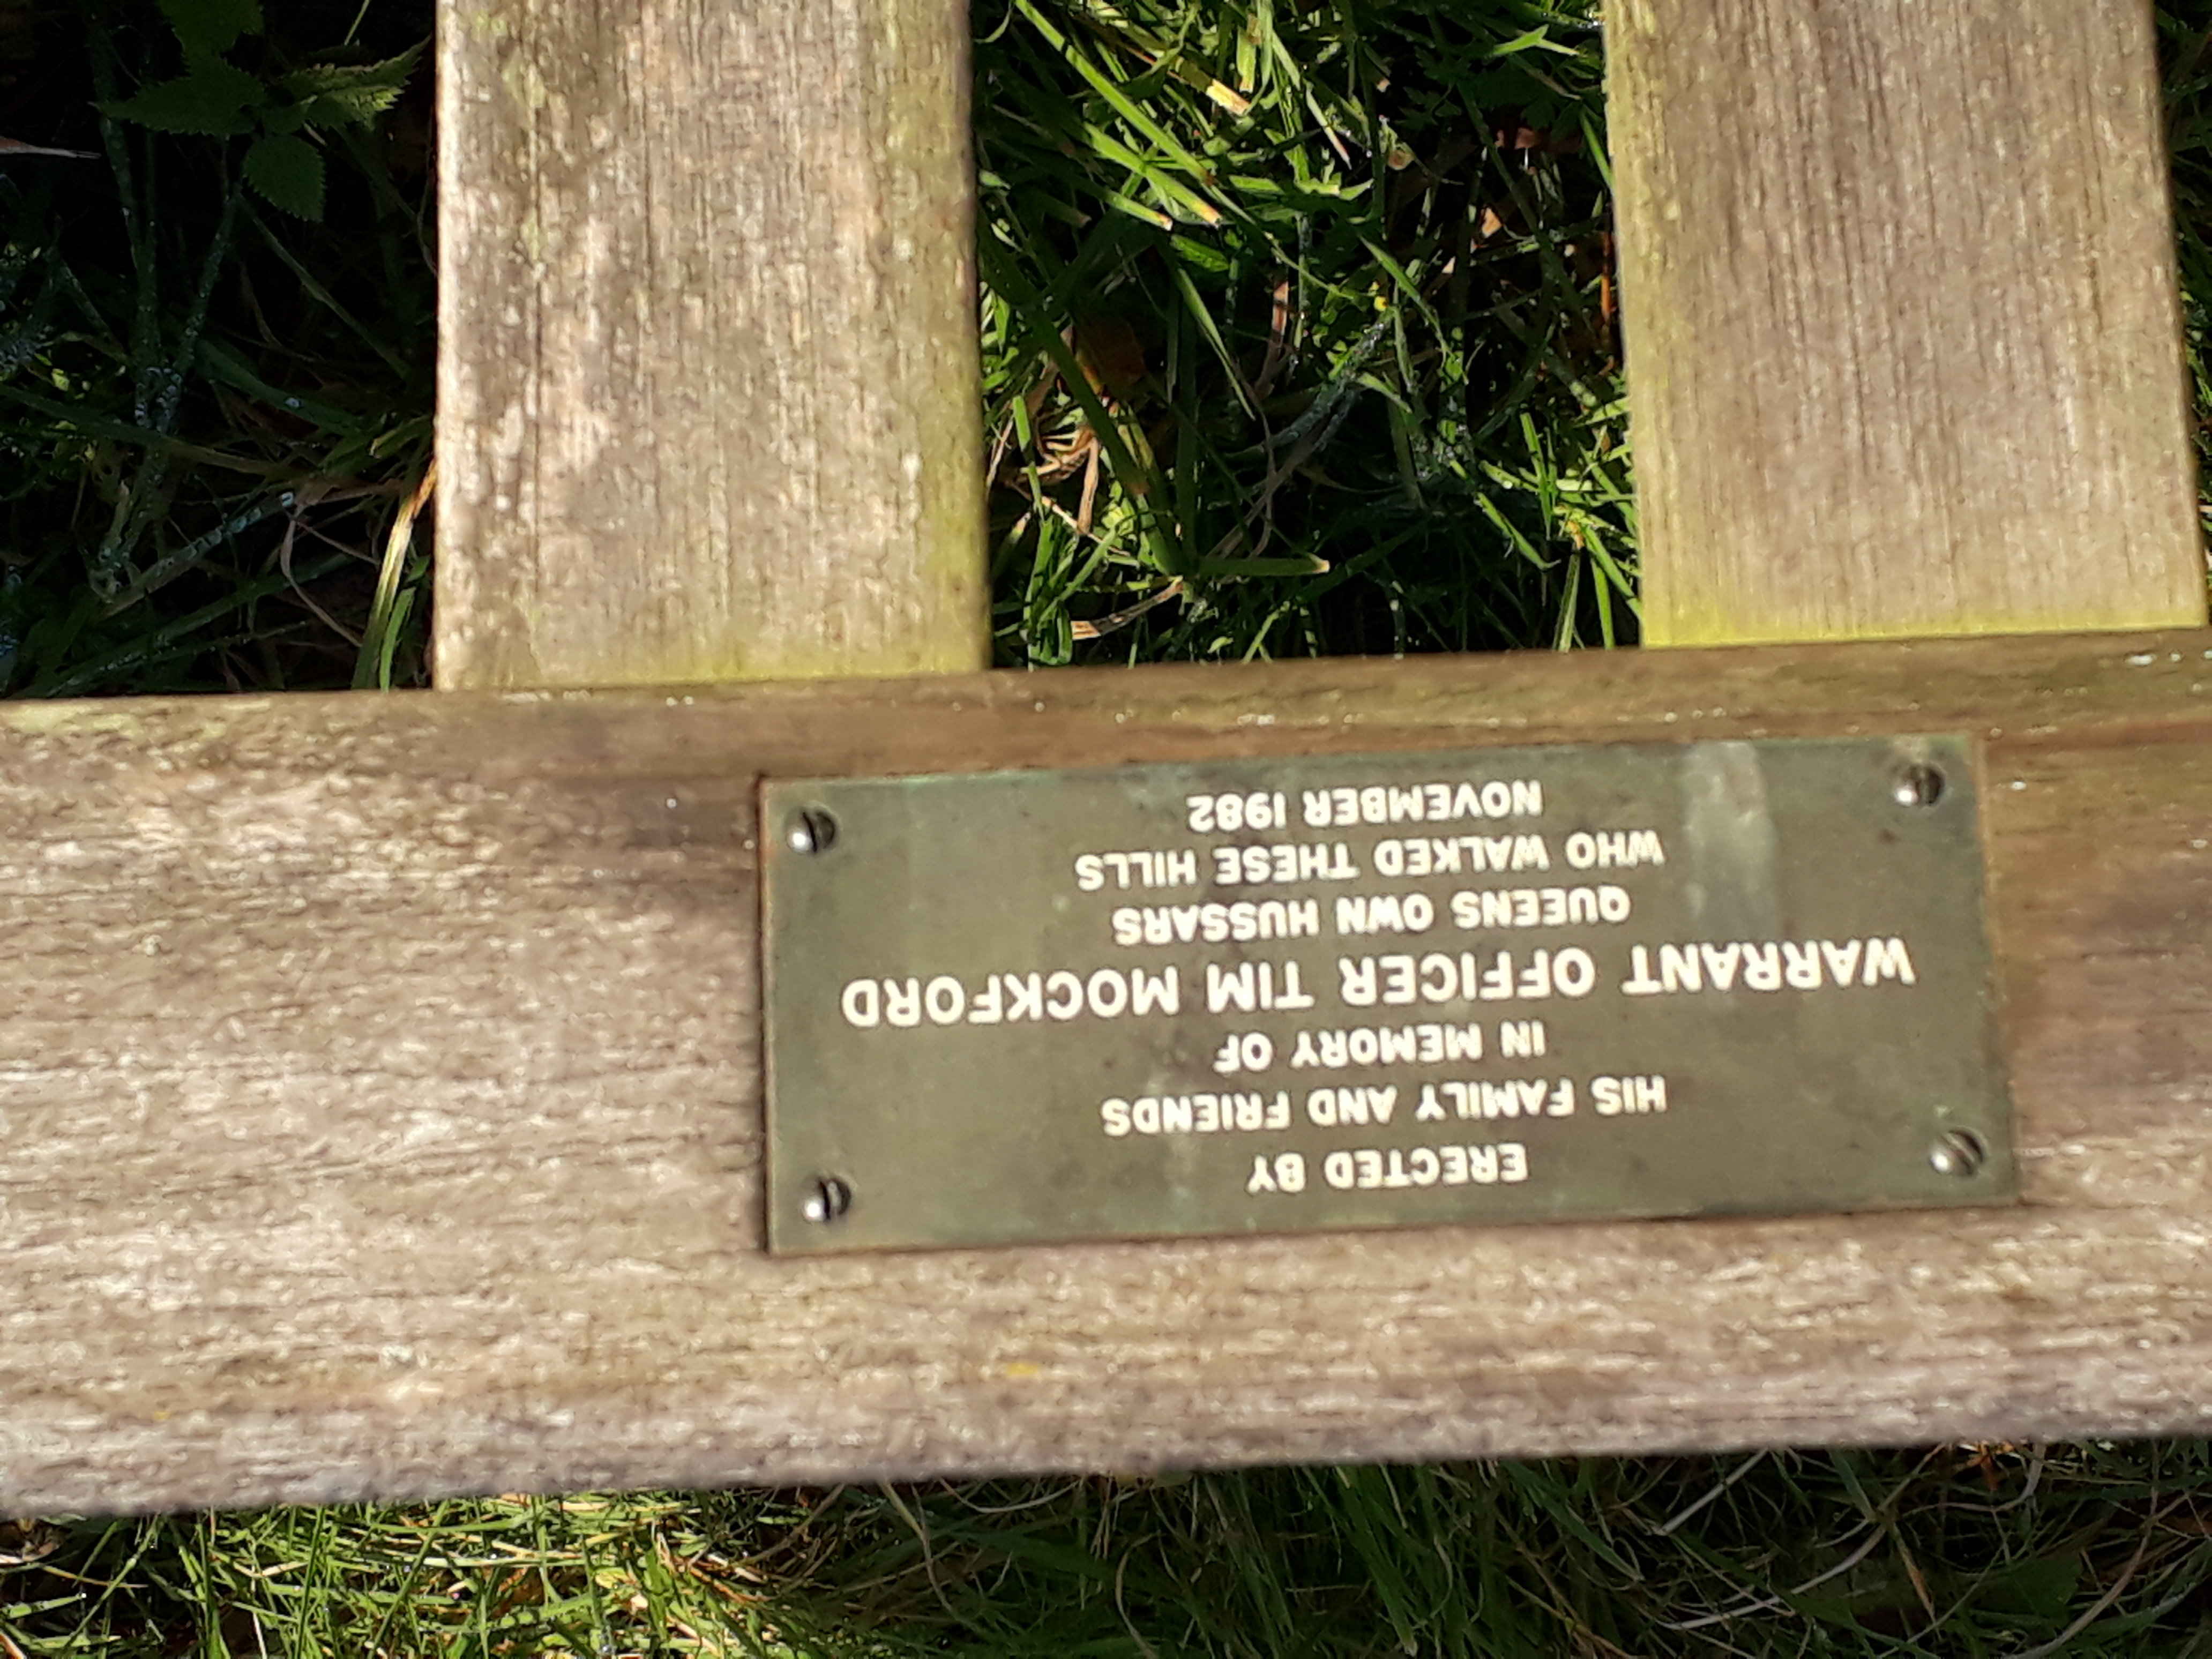 ERECTED BY
HIS FAMILY AND FRIENDS
IN MEMORY OF
WARRANT OFFICER TIM MOCKFORD
QUEENS OWN HUSSARS
WHO WALKED THESE HILLS
NOVEMBER 1982